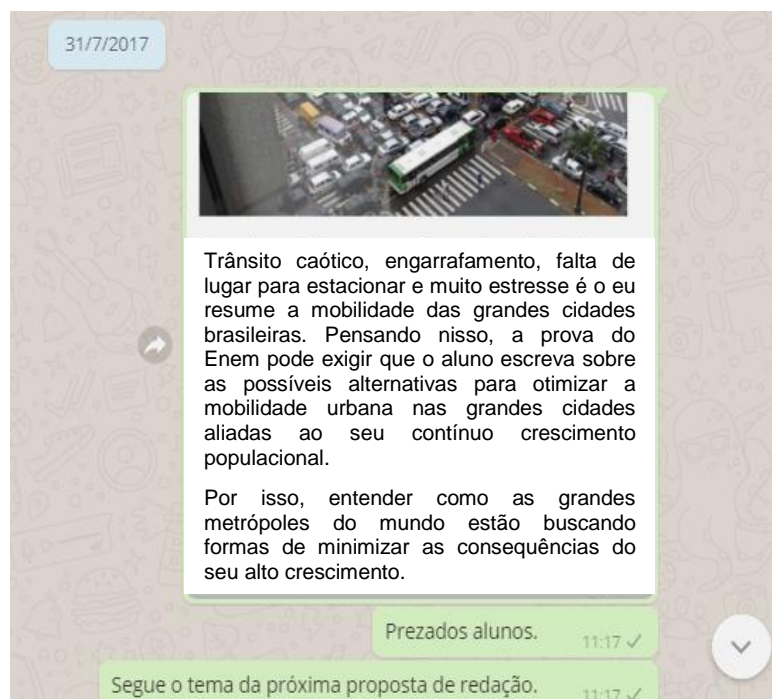 31/7/2017
Trânsito caótico, engarrafamento, falta de
lugar para estacionar e muito estresse é o eu
resume a mobilidade das grandes cidades
brasileiras. Pensando nisso, a prova do
Enem pode exigir que o aluno escreva sobre
as possíveis alternativas para otimizar a
mobilidade urbana nas grandes cidades
aliadas ao seu contínuo crescimento
populacional.
Por isso, entender como as grandes
metrópoles do mundo estão buscando
formas de minimizar as consequências do
seu alto crescimento.
Prezados alunos. 11:17
Segue o tema da próxima proposta de redação. 11:17